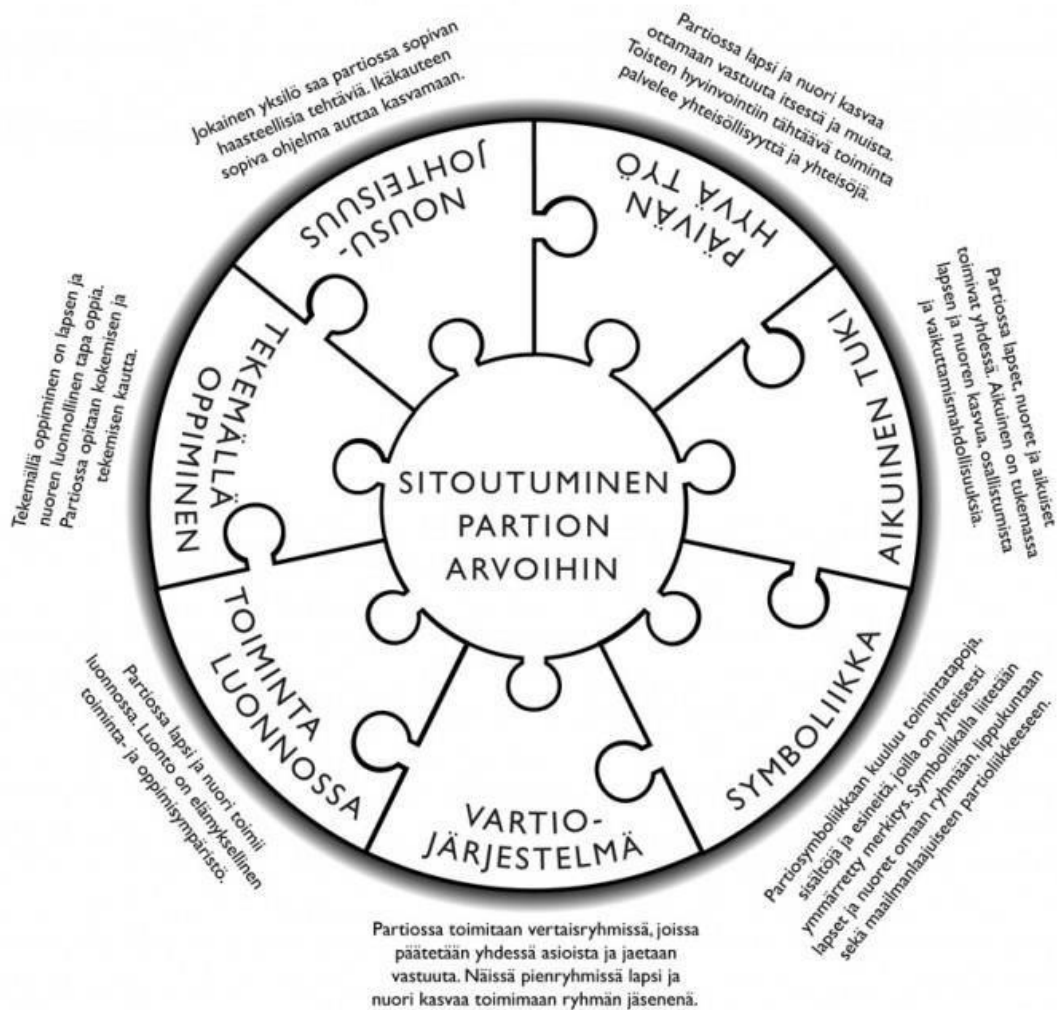 Jokainen yksilö saa partiossa sopivan
haasteellisia tehtäviä. Ikäkauteen
sopiva ohjelma auttaa kasvamaan.
NOUSU-
JOHTEISUUS
Partiossa lapsi ja nuori kasvaa
ottamaan vastuuta itsestä ja muista.
Toisten hyvinvointiin tähtäävä toiminta
palvelee yhteisöllisyyttä ja yhteisöjä.
PÄIVÄN
HYVÄ TYÖ
Partiossa lapset, nuoret ja aikuiset
toimivat yhdessä. Aikuinen on tukemassa
lapsen ja nuoren kasvua, osallistumista
ja vaikuttamismahdollisuuksia.
AIKUINEN TUKI
Partiosymboliikkaan kuuluu toimintatapoja,
sisältöjä ja esineitä, joilla on yhteisesti
ymmärretty merkitys. Symboliikalla liitetään
lapset ja nuoret omaan ryhmään, lippukuntaan
sekä maailmanlaajuiseen partioliikkeeseen.
SYMBOLIIKKA
VARTIO-
JÄRJESTELMÄ
Partiossa toimitaan vertaisryhmissä, joissa
päätetään yhdessä asioista ja jaetaan
vastuuta. Näissä pienryhmissä lapsi ja
nuori kasvaa toimimaan ryhmän jäsenenä.
TOIMINTA
LUONNOSSA
Partiossa lapsi ja nuori toimii
luonnossa. Luonto on elämyksellinen
toiminta- ja oppimisympäristö.
TEKEMÄLLÄ
OPPIMINEN
Tekemällä oppiminen on lapsen ja
nuoren luonnollinen tapa oppia.
Partiossa opitaan kokemisen ja
tekemisen kautta.
SITOUTUMINEN
PARTION
ARVOIHIN